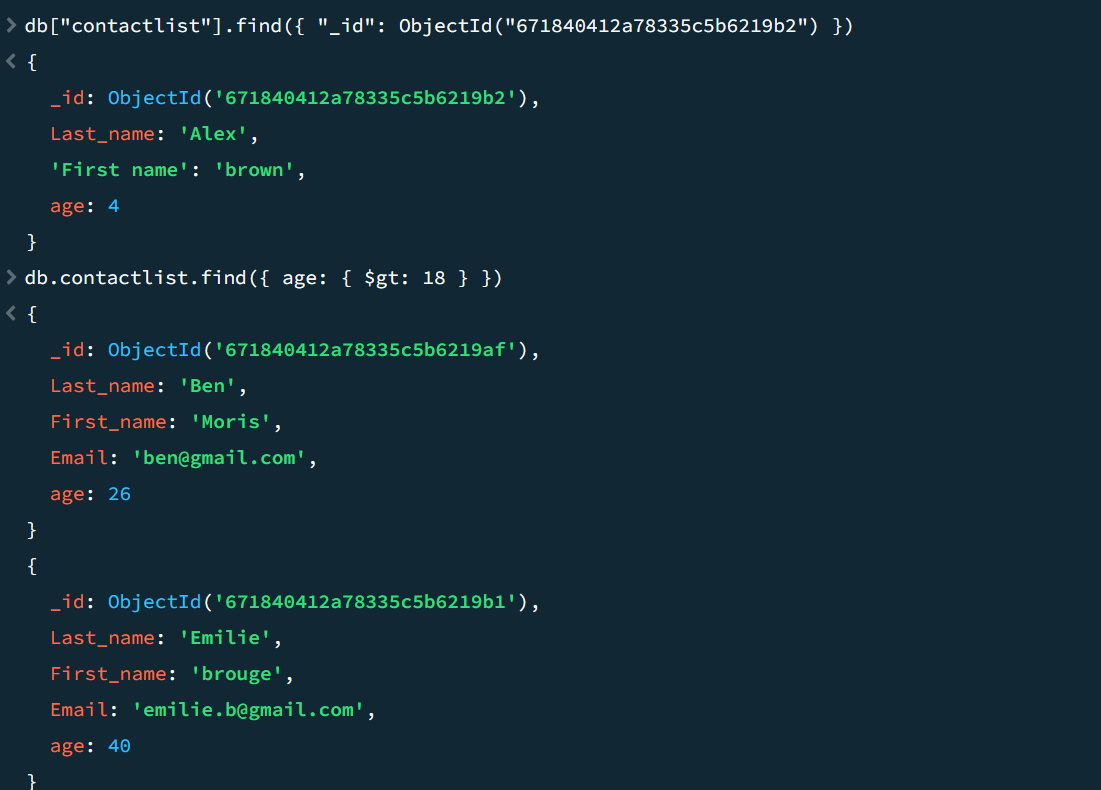 > db["contactlist"].find({ "_id": ObjectId("671840412a78335c5b6219b2") })
< {
_id: ObjectId('671840412a78335c5b6219b2'),
Last_name: 'Alex',
'First name': 'brown',
age: 4
}
> db.contactlist.find({ age: { $gt: 18 } })
< {
_id: ObjectId('671840412a78335c5b6219af'),
Last_name: 'Ben',
First_name: 'Moris',
Email: 'ben@gmail.com',
age: 26
}
{
_id: ObjectId('671840412a78335c5b6219b1'),
Last_name: 'Emilie',
First_name: 'brouge',
Email: 'emilie.b@gmail.com',
age: 40
}